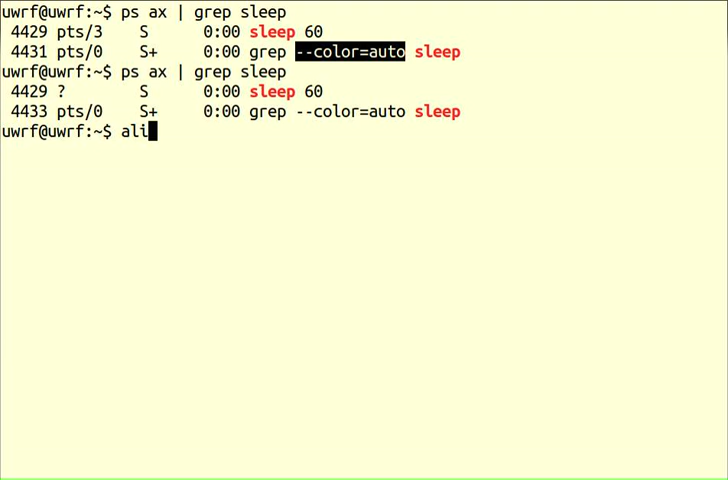 uwrf@uwrf:~$ ps ax | grep sleep
 4429 pts/3    S      0:00 sleep 60
 4431 pts/0    S+     0:00 grep --color=auto sleep
uwrf@uwrf:~$ ps ax | grep sleep
 4429 ?        S      0:00 sleep 60
 4433 pts/0    S+     0:00 grep --color=auto sleep
uwrf@uwrf:~$ ali